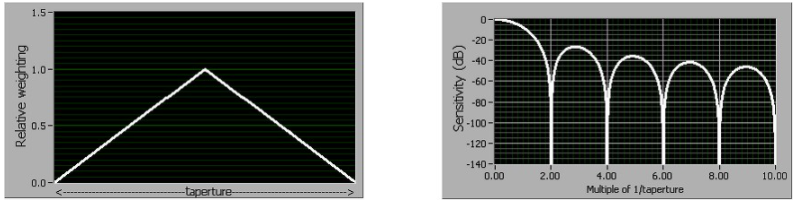 Relative weighting
1.5
1.0
0.5
0.0
<--------------------taperture-------------------->
Sensitivity (dB)
0
-20
-40
-60
-80
-100
-120
-140
0.00 2.00 4.00 6.00 8.00 10.00
Multiple of 1/taperture